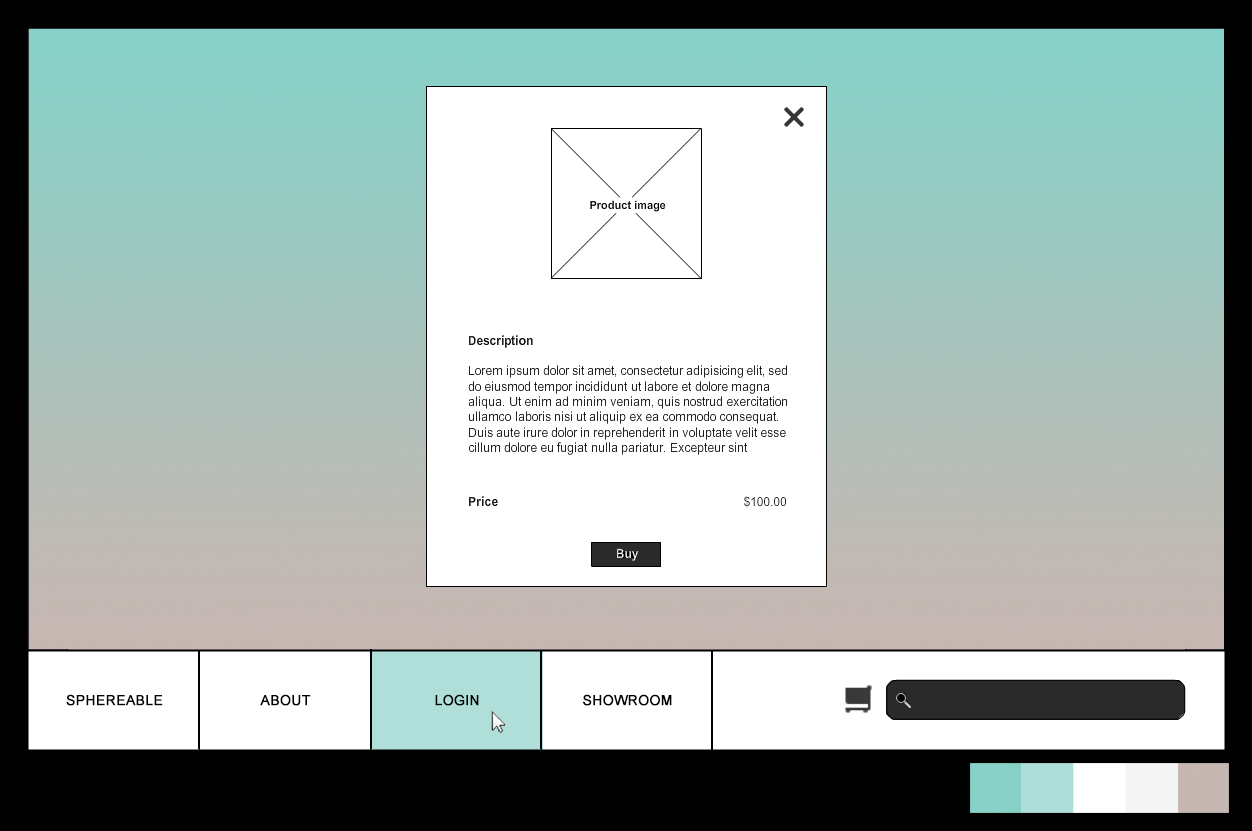 Product image
Description
Lorem ipsum dolor sit amet, consectetur adipisicing elit, sed
do eiusmod tempor incididunt ut labore et dolore magna
aliqua. Ut enim ad minim veniam, quis nostrud exercitation
ullamco laboris nisi ut aliquip ex ea commodo consequat.
Duis aute irure dolor in reprehenderit in voluptate velit esse
cillum dolore eu fugiat nulla pariatur. Excepteur sint
Price $100.00
Buy
SPHEREABLE ABOUT LOGIN SHOWROOM